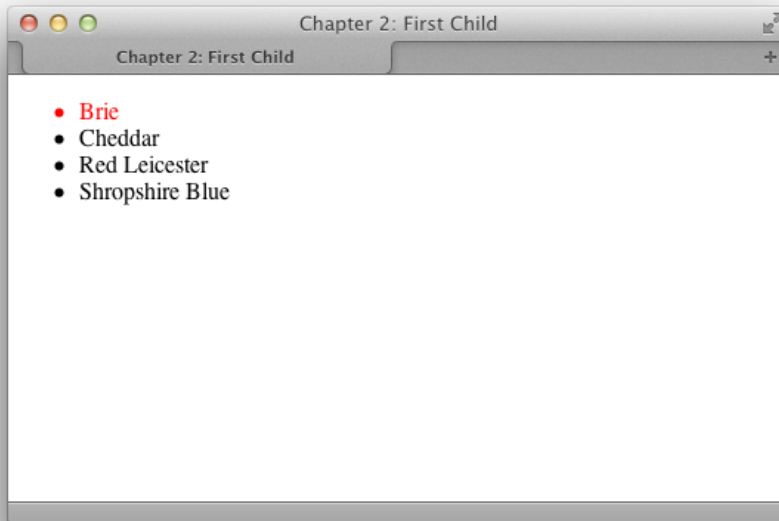 Chapter 2: First Child
Chapter 2: First Child
Brie
Cheddar
Red Leicester
Shropshire Blue